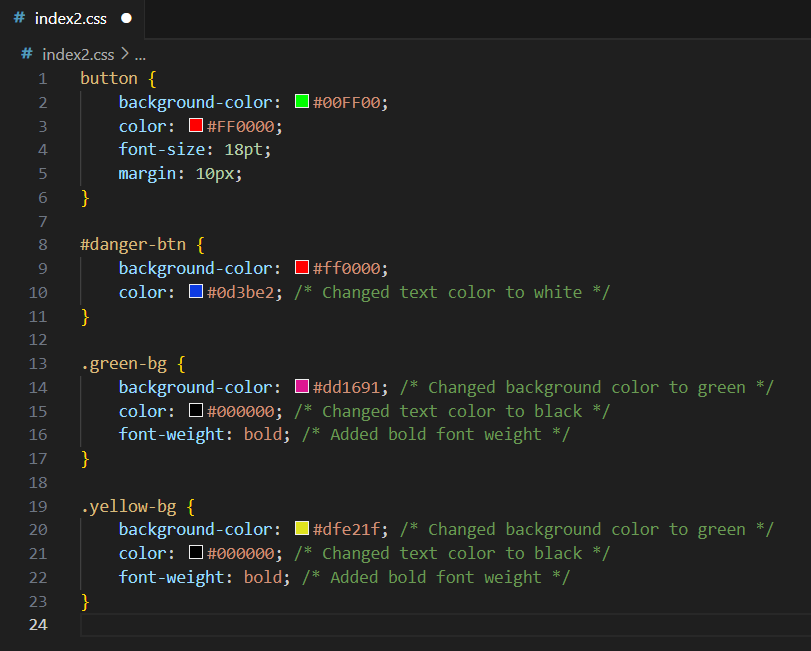 # index2.css ●
# index2.css > ...
1 button {
2 background-color: #00FF00;
3 color: #FF0000;
4 font-size: 18pt;
5 margin: 10px;
6 }
7
8 #danger-btn {
9 background-color: #ff0000;
10 color: #0d3be2; /* Changed text color to white */
11 }
12
13 .green-bg {
14 background-color: #dd1691; /* Changed background color to green */
15 color: #000000; /* Changed text color to black */
16 font-weight: bold; /* Added bold font weight */
17 }
18
19 .yellow-bg {
20 background-color: #dfe21f; /* Changed background color to green */
21 color: #000000; /* Changed text color to black */
22 font-weight: bold; /* Added bold font weight */
23 }
24